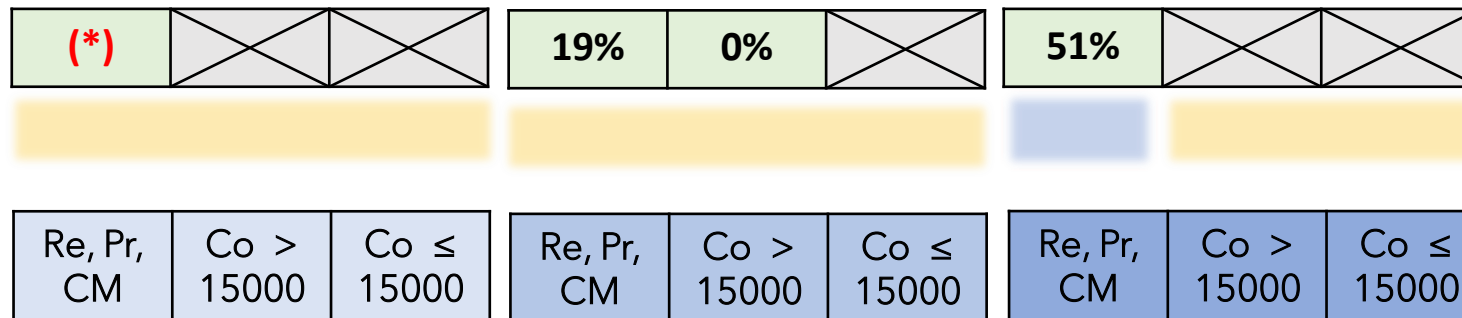 (*) 19% 0% 51%
Re, Pr, CM Co > 15000 Co ≤ 15000 Re, Pr, CM Co > 15000 Co ≤ 15000 Re, Pr, CM Co > 15000 Co ≤ 15000